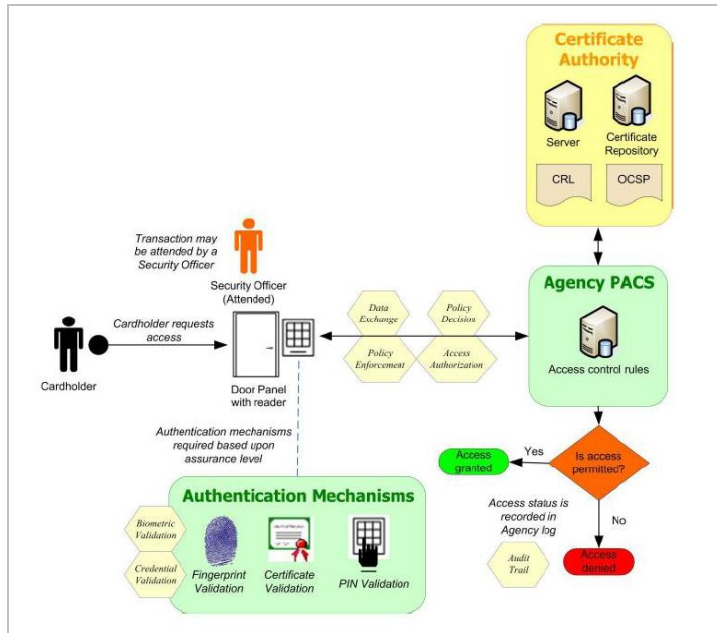 Certificate
Authority
Server
Certificate
Repository
CRL
OCSP
Transaction may
be attended by a
Security Officer
Security Officer
(Attended)
Cardholder requests
access
Cardholder
Door Panel
with reader
Data
Exchange
Policy
Decision
Policy
Enforcement
Access
Authorization
Agency PACS
Access control rules
Authentication mechanisms
required based upon
assurance level
Is access
permitted?
Yes
Access
granted
No
Access
denied
Access status is
recorded in
Agency log
Audit
Trail
Authentication Mechanisms
Biometric
Validation
Credential
Validation
Fingerprint
Validation
Certificate
Validation
PIN Validation